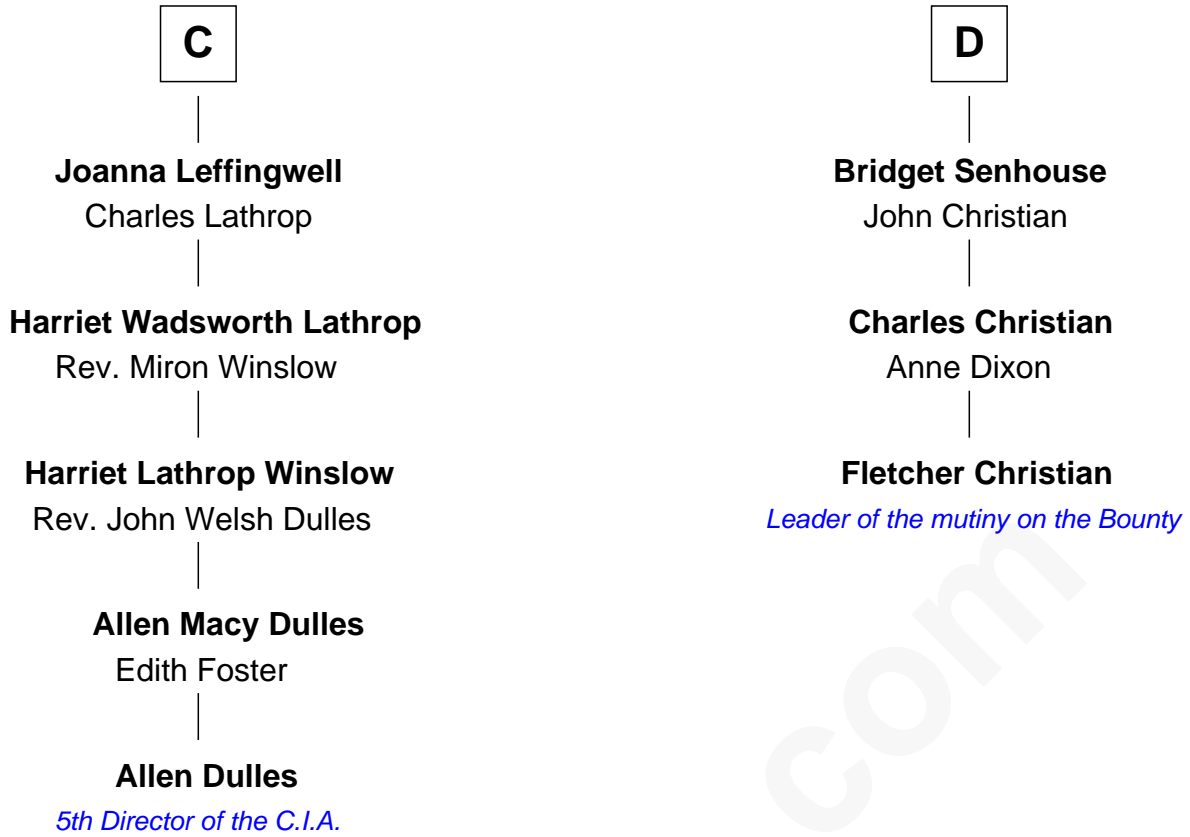 C
Joanna Leffingwell
Charles Lathrop
Harriet Wadsworth Lathrop
Rev. Miron Winslow
Harriet Lathrop Winslow
Rev. John Welsh Dulles
Allen Macy Dulles
Edith Foster
Allen Dulles
5th Director of the C.I.A.
D
Bridget Senhouse
John Christian
Charles Christian
Anne Dixon
Fletcher Christian
Leader of the mutiny on the Bounty
com